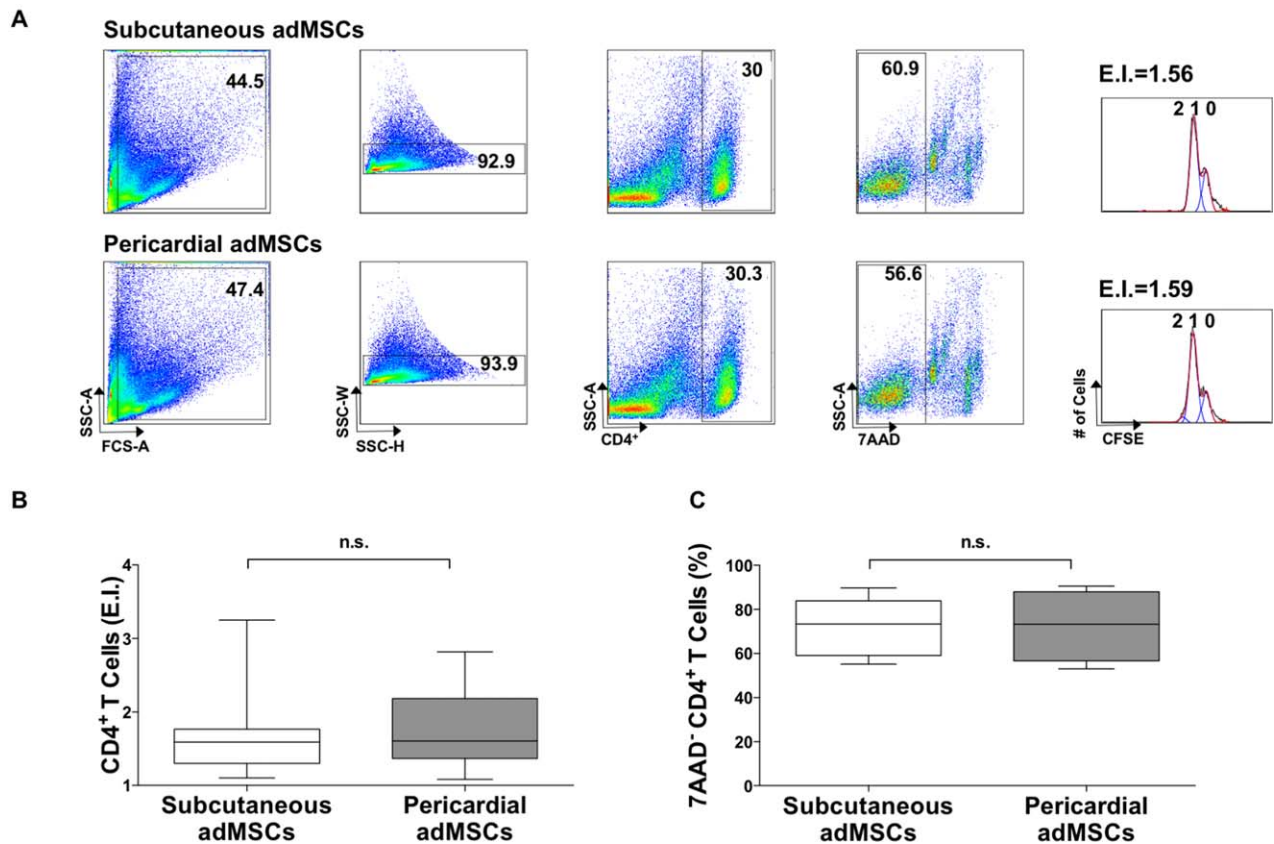 A
Subcutaneous adMSCs
44.5
92.9
30
60.9
E.I.=1.56
2 1 0
Pericardial adMSCs
47.4
93.9
30.3
56.6
E.I.=1.59
2 1 0
SSC-A
FCS-A
SSC-W
SSC-H
SSC-A
CD4⁺
SSC-A
7AAD
# of Cells
CFSE
B
n.s.
CD4⁺ T Cells (E.I.)
4
3
2
1
Subcutaneous
adMSCs
Pericardial
adMSCs
C
n.s.
7AAD⁻ CD4⁺ T Cells (%)
100
80
60
40
20
0
Subcutaneous
adMSCs
Pericardial
adMSCs